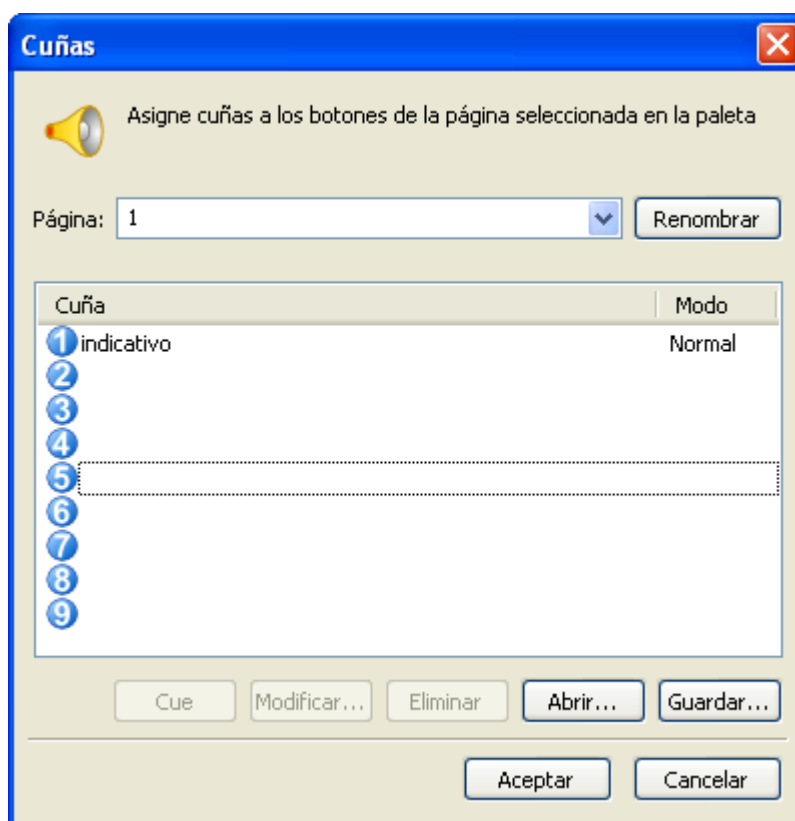 Cuñas
Asigne cuñas a los botones de la página seleccionada en la paleta
Página: 1 Renombrar
Cuña Modo
1 indicativo Normal
2
3
4
5
6
7
8
9
Cue Modificar... Eliminar Abrir... Guardar...
Aceptar Cancelar